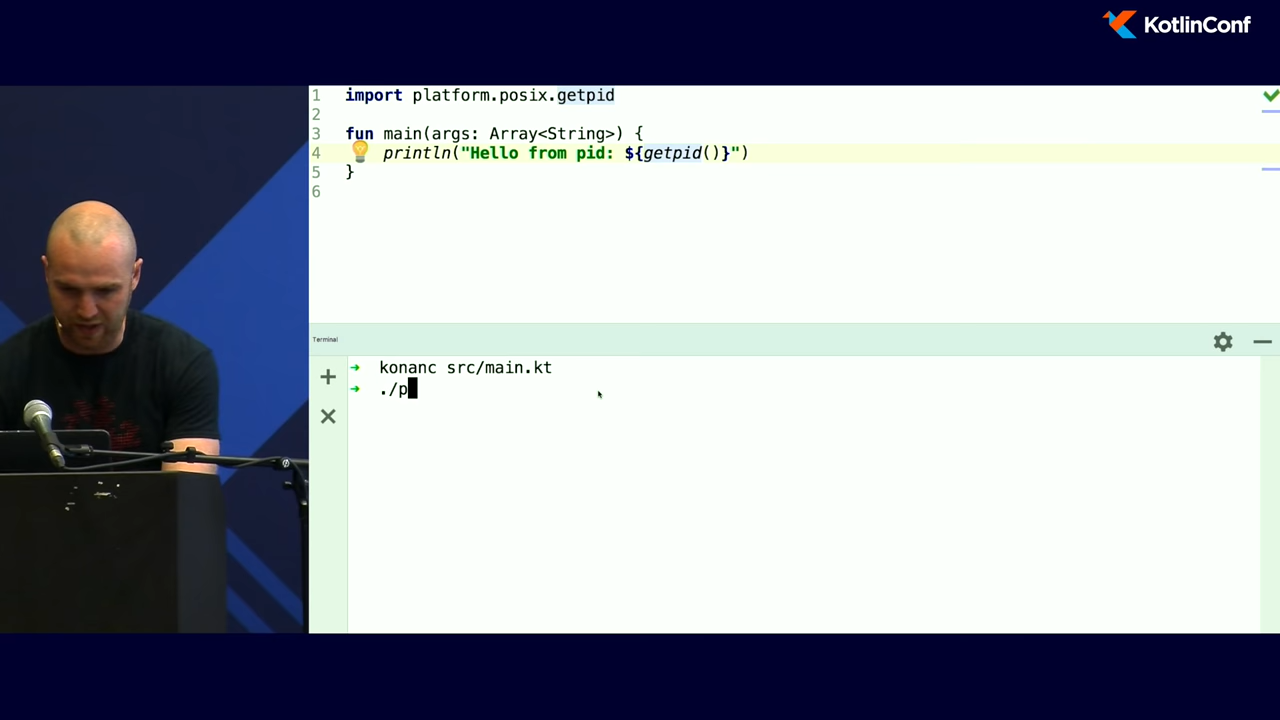 KotlinConf
1 import platform.posix.getpid
2
3 fun main(args: Array<String>) {
4 println("Hello from pid: ${getpid()}")
5 }
6
Terminal
➜ konanc src/main.kt
➜ ./p